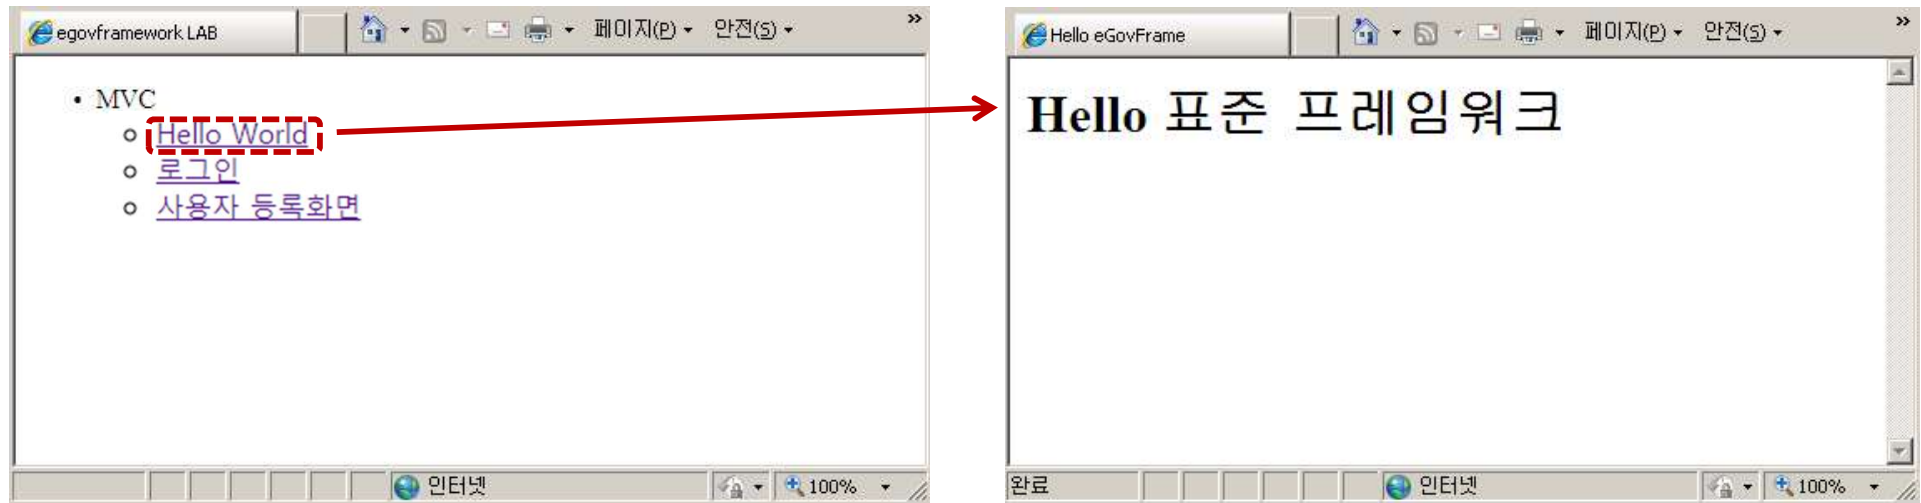 egovframework LAB
페이지(P) 안전(S) »
• MVC
Hello World
로그인
사용자 등록화면
인터넷 100%
Hello eGovFrame
페이지(P) 안전(S) »
Hello 표준 프레임워크
완료 인터넷 100%